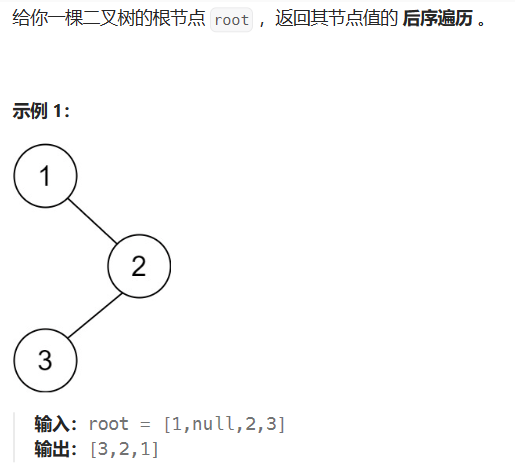 给你一棵二叉树的根节点 root ，返回其节点值的 后序遍历 。
示例 1：
1
2
3
输入：root = [1,null,2,3]
输出：[3,2,1]